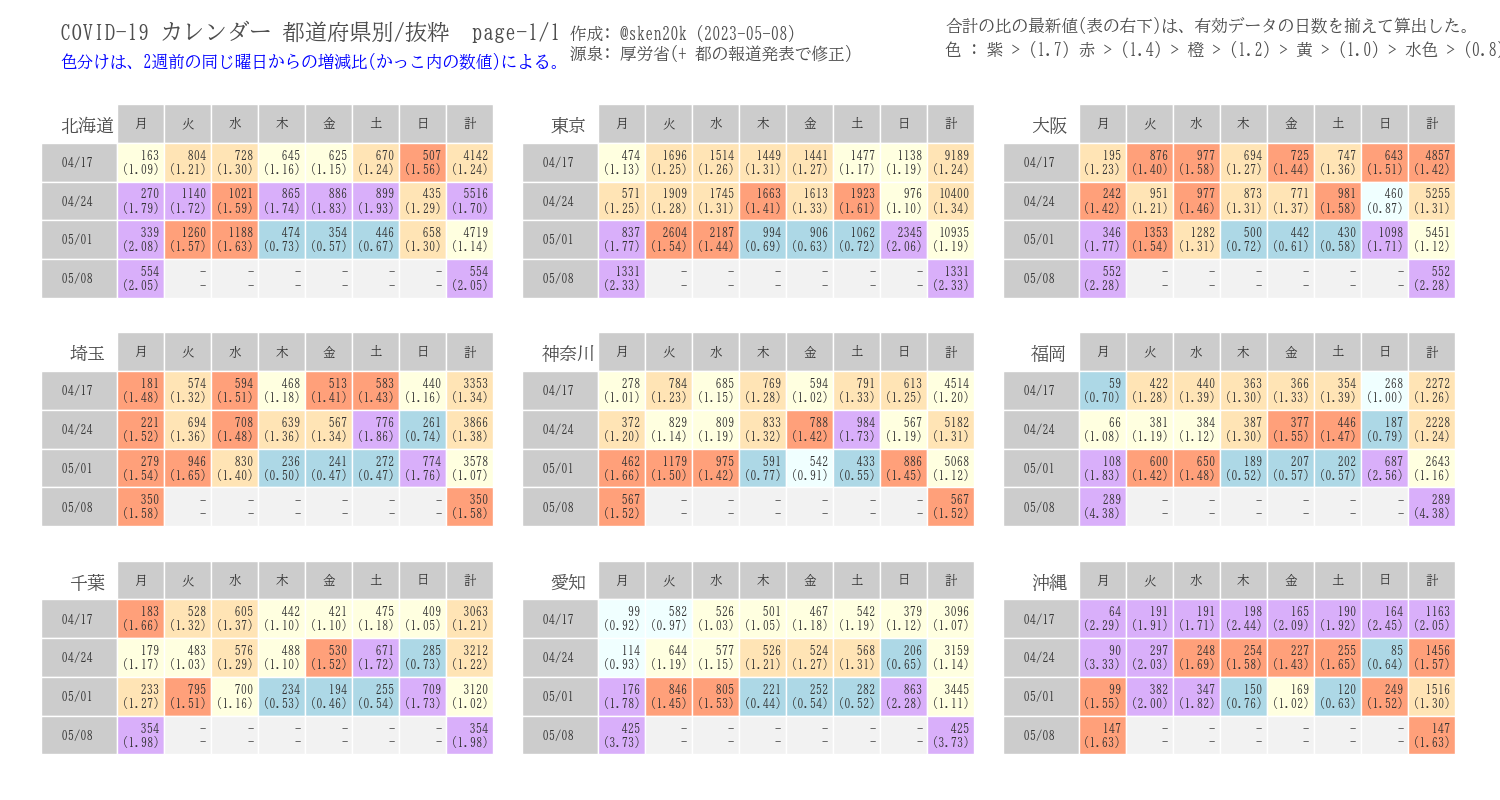 COVID-19 カレンダー 都道府県別/抜粋 page-1/1
色分けは、2週前の同じ曜日からの増減比(かっこ内の数値)による。
作成: @sken20k (2023-05-08)
源泉: 厚労省(+ 都の報道発表で修正)
合計の比の最新値(表の右下)は、有効データの日数を揃えて算出した。
色 : 紫 > (1.7) 赤 > (1.4) > 橙 > (1.2) > 黄 > (1.0) > 水色 > (0.8)
北海道 月 火 水 木 金 土 日 計
04/17 163 804 728 645 625 670 507 4142
(1.09) (1.21) (1.30) (1.16) (1.15) (1.24) (1.56) (1.24)
04/24 270 1140 1021 865 886 899 435 5516
(1.79) (1.72) (1.59) (1.74) (1.83) (1.93) (1.29) (1.70)
05/01 339 1260 1188 474 354 446 658 4719
(2.08) (1.57) (1.63) (0.73) (0.57) (0.67) (1.30) (1.14)
05/08 554 – – – – – – 554
(2.05) – – – – – – (2.05)
東京 月 火 水 木 金 土 日 計
04/17 474 1696 1514 1449 1441 1477 1138 9189
(1.13) (1.25) (1.26) (1.31) (1.27) (1.17) (1.19) (1.24)
04/24 571 1909 1745 1663 1613 1923 976 10400
(1.25) (1.28) (1.31) (1.41) (1.33) (1.61) (1.10) (1.34)
05/01 837 2604 2187 994 906 1062 2345 10935
(1.77) (1.54) (1.44) (0.69) (0.63) (0.72) (2.06) (1.19)
05/08 1331 – – – – – – 1331
(2.33) – – – – – – (2.33)
大阪 月 火 水 木 金 土 日 計
04/17 195 876 977 694 725 747 643 4857
(1.23) (1.40) (1.58) (1.27) (1.44) (1.36) (1.51) (1.42)
04/24 242 951 977 873 771 981 460 5255
(1.42) (1.21) (1.46) (1.31) (1.37) (1.58) (0.87) (1.31)
05/01 346 1353 1282 500 442 430 1098 5451
(1.77) (1.54) (1.31) (0.72) (0.61) (0.58) (1.71) (1.12)
05/08 552 – – – – – – 552
(2.28) – – – – – – (2.28)
埼玉 月 火 水 木 金 土 日 計
04/17 181 574 594 468 513 583 440 3353
(1.48) (1.32) (1.51) (1.18) (1.41) (1.43) (1.16) (1.34)
04/24 221 694 708 639 567 776 261 3866
(1.52) (1.36) (1.48) (1.36) (1.34) (1.86) (0.74) (1.38)
05/01 279 946 830 236 241 272 774 3578
(1.54) (1.65) (1.40) (0.50) (0.47) (0.47) (1.76) (1.07)
05/08 350 – – – – – – 350
(1.58) – – – – – – (1.58)
神奈川 月 火 水 木 金 土 日 計
04/17 278 784 685 769 594 791 613 4514
(1.01) (1.23) (1.15) (1.28) (1.02) (1.33) (1.25) (1.20)
04/24 372 829 809 833 788 984 567 5182
(1.20) (1.14) (1.19) (1.32) (1.42) (1.73) (1.19) (1.31)
05/01 462 1179 975 591 542 433 886 5068
(1.66) (1.50) (1.42) (0.77) (0.91) (0.55) (1.45) (1.12)
05/08 567 – – – – – – 567
(1.52) – – – – – – (1.52)
福岡 月 火 水 木 金 土 日 計
04/17 59 422 440 363 366 354 268 2272
(0.70) (1.28) (1.39) (1.30) (1.33) (1.39) (1.00) (1.26)
04/24 66 381 384 387 377 446 187 2228
(1.08) (1.19) (1.12) (1.30) (1.55) (1.47) (0.79) (1.24)
05/01 108 600 650 189 207 202 687 2643
(1.83) (1.42) (1.48) (0.52) (0.57) (0.57) (2.56) (1.16)
05/08 289 – – – – – – 289
(4.38) – – – – – – (4.38)
千葉 月 火 水 木 金 土 日 計
04/17 183 528 605 442 421 475 409 3063
(1.66) (1.32) (1.37) (1.10) (1.10) (1.18) (1.05) (1.21)
04/24 179 483 576 488 530 671 285 3212
(1.17) (1.03) (1.29) (1.10) (1.52) (1.72) (0.73) (1.22)
05/01 233 795 700 234 194 255 709 3120
(1.27) (1.51) (1.16) (0.53) (0.46) (0.54) (1.73) (1.02)
05/08 354 – – – – – – 354
(1.98) – – – – – – (1.98)
愛知 月 火 水 木 金 土 日 計
04/17 99 582 526 501 467 542 379 3096
(0.92) (0.97) (1.03) (1.05) (1.18) (1.19) (1.12) (1.07)
04/24 114 644 577 526 524 568 206 3159
(0.93) (1.19) (1.15) (1.21) (1.27) (1.31) (0.65) (1.14)
05/01 176 846 805 221 252 282 863 3445
(1.78) (1.45) (1.53) (0.44) (0.54) (0.52) (2.28) (1.11)
05/08 425 – – – – – – 425
(3.73) – – – – – – (3.73)
沖縄 月 火 水 木 金 土 日 計
04/17 64 191 191 198 165 190 164 1163
(2.29) (1.91) (1.71) (2.44) (2.09) (1.92) (2.45) (2.05)
04/24 90 297 248 254 227 255 85 1456
(3.33) (2.03) (1.69) (1.58) (1.43) (1.65) (0.64) (1.57)
05/01 99 382 347 150 169 120 249 1516
(1.55) (2.00) (1.82) (0.76) (1.02) (0.63) (1.52) (1.30)
05/08 147 – – – – – – 147
(1.63) – – – – – – (1.63)